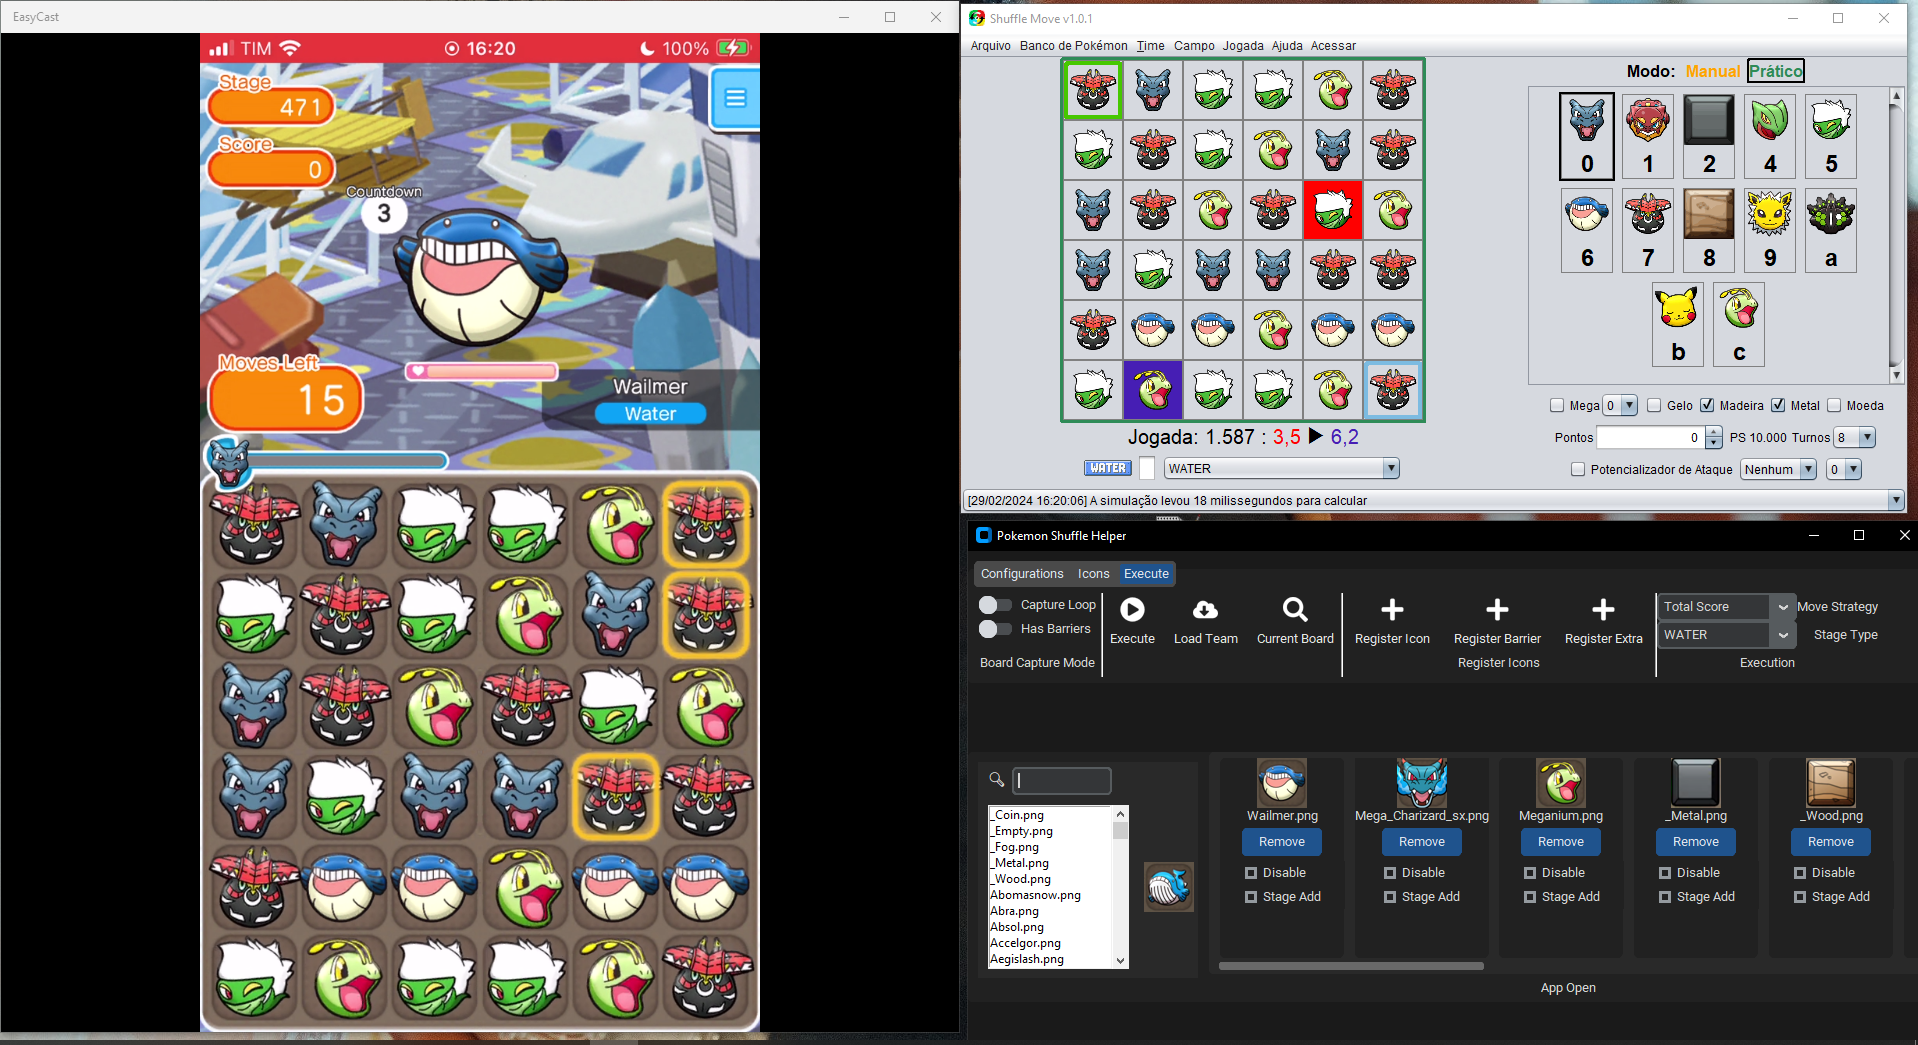 EasyCast
TIM
16:20
100%
Stage
471
Score
0
Countdown
3
Moves Left
15
Wailmer
Water
Shuffle Move v1.0.1
Arquivo Banco de Pokémon Time Campo Jogada Ajuda Acessar
Modo: Manual Prático
0 1 2 4 5
6 7 8 9 a
b c
Mega 0 Gelo Madeira Metal Moeda
Pontos 0 PS 10.000 Turnos 8
Potencializador de Ataque Nenhum 0
Jogada: 1.587 : 3,5 ▶ 6,2
WATER WATER
[29/02/2024 16:20:06] A simulação levou 18 milissegundos para calcular
Pokemon Shuffle Helper
Configurations Icons Execute
Capture Loop
Has Barriers
Board Capture Mode
Execute Load Team Current Board
Register Icon Register Barrier Register Extra
Register Icons
Total Score Move Strategy
WATER Stage Type
Execution
_Coin.png
_Empty.png
_Fog.png
_Metal.png
_Wood.png
Abomasnow.png
Abra.png
Absol.png
Accelgor.png
Aegislash.png
Wailmer.png Mega_Charizard_sx.png Meganium.png _Metal.png _Wood.png
Remove Remove Remove Remove Remove
Disable Disable Disable Disable Disable
Stage Add Stage Add Stage Add Stage Add Stage Add
App Open